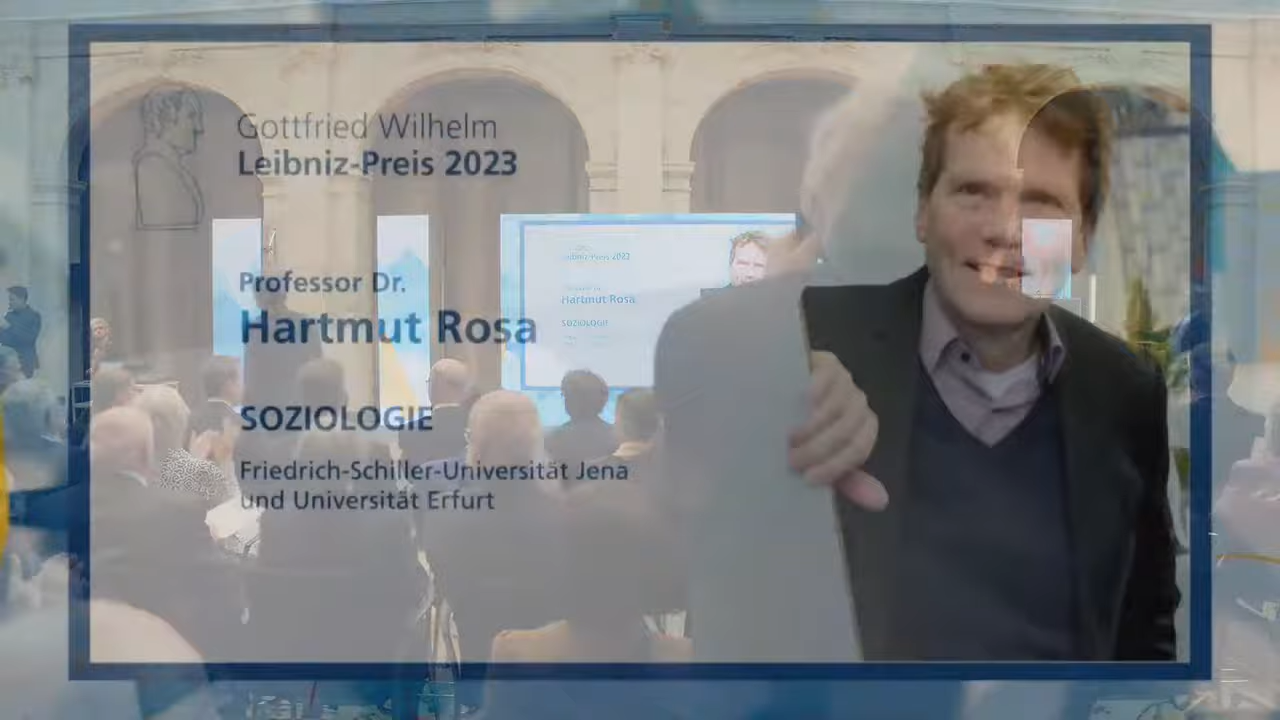 Gottfried Wilhelm
Leibniz-Preis 2023
Professor Dr.
Hartmut Rosa
SOZIOLOGIE
Friedrich-Schiller-Universität Jena
und Universität Erfurt
Leibniz-Preis 2023
Hartmut Rosa
SOZIOLOGIE